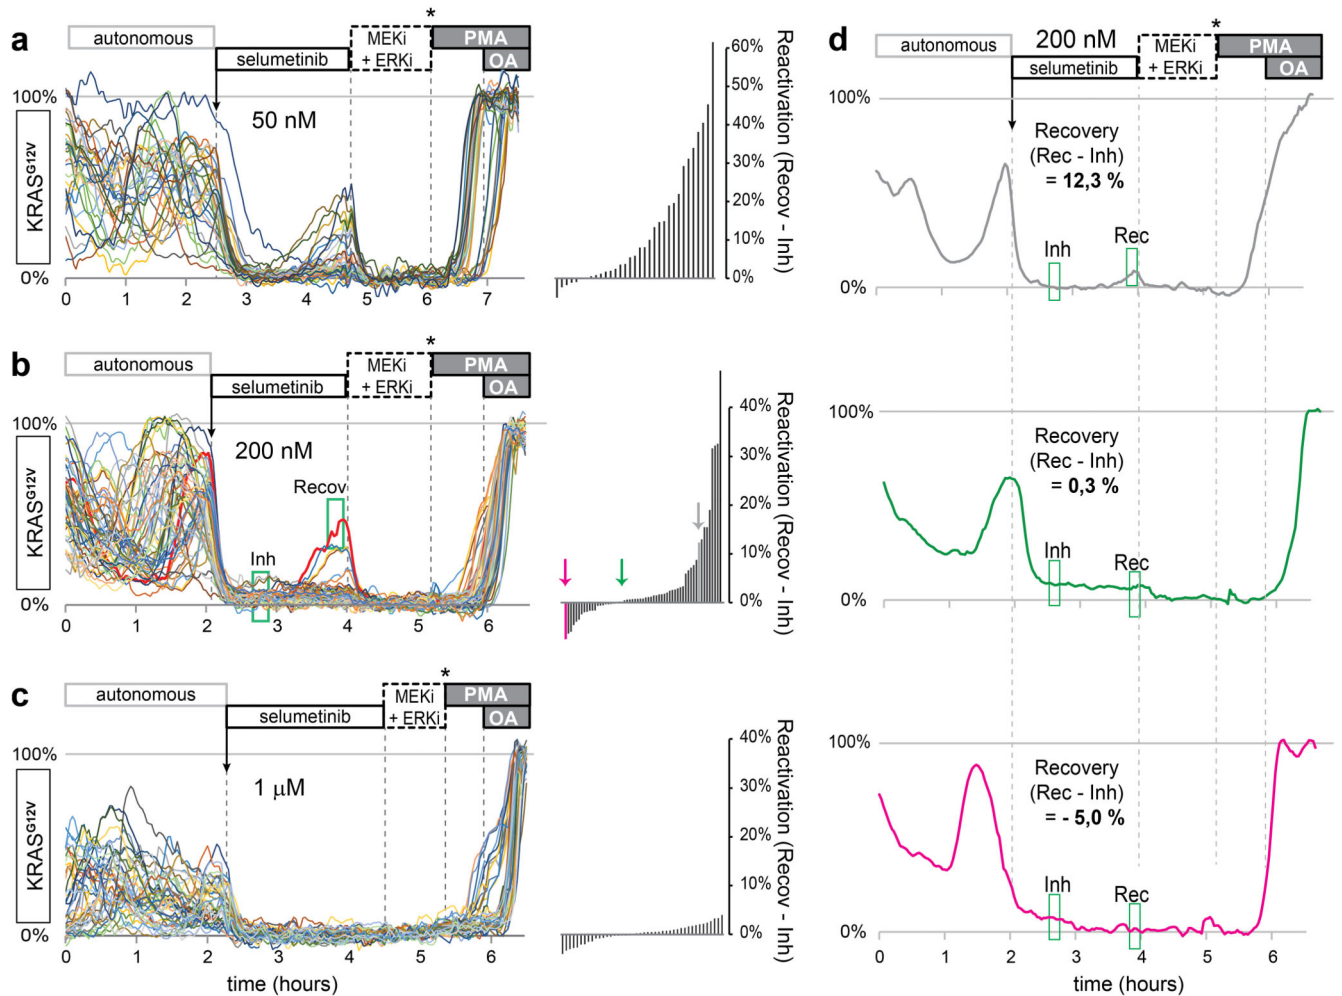 a
autonomous
selumetinib
MEKi
+ ERKi
*
PMA
OA
100%
50 nM
KRASG12V
0%
0 1 2 3 4 5 6 7
60%
50%
40%
30%
20%
10%
0%
Reactivation (Recov - Inh)
b
autonomous
selumetinib
MEKi
+ ERKi
*
PMA
OA
100%
200 nM
Recov
Inh
KRASG12V
0%
0 1 2 3 4 5 6
40%
30%
20%
10%
0%
Reactivation (Recov - Inh)
c
autonomous
selumetinib
MEKi
+ ERKi
*
PMA
OA
100%
1 µM
KRASG12V
0%
0 1 2 3 4 5 6
time (hours)
40%
30%
20%
10%
0%
Reactivation (Recov - Inh)
d
autonomous
200 nM
selumetinib
MEKi
+ ERKi
*
PMA
OA
100%
Recovery
(Rec - Inh)
= 12,3 %
Inh
Rec
0%
100%
Recovery
(Rec - Inh)
= 0,3 %
Inh
Rec
0%
100%
Recovery
(Rec - Inh)
= - 5,0 %
Inh
Rec
0%
0 1 2 3 4 5 6
time (hours)